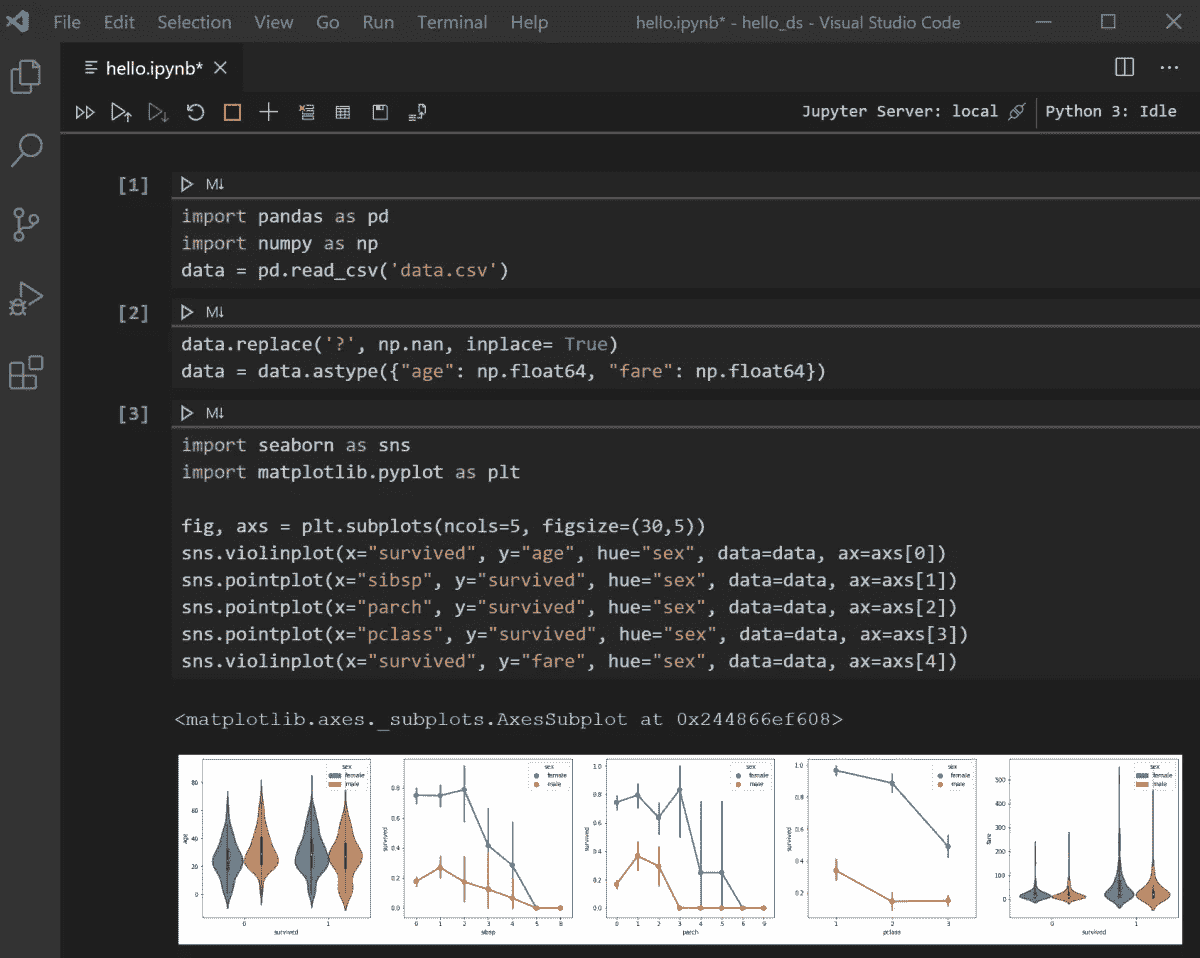 File Edit Selection View Go Run Terminal Help hello.ipynb* - hello_ds - Visual Studio Code
hello.ipynb*
Jupyter Server: local Python 3: Idle
[1] M↓
import pandas as pd
import numpy as np
data = pd.read_csv('data.csv')
[2] M↓
data.replace('?', np.nan, inplace= True)
data = data.astype({"age": np.float64, "fare": np.float64})
[3] M↓
import seaborn as sns
import matplotlib.pyplot as plt
fig, axs = plt.subplots(ncols=5, figsize=(30,5))
sns.violinplot(x="survived", y="age", hue="sex", data=data, ax=axs[0])
sns.pointplot(x="sibsp", y="survived", hue="sex", data=data, ax=axs[1])
sns.pointplot(x="parch", y="survived", hue="sex", data=data, ax=axs[2])
sns.pointplot(x="pclass", y="survived", hue="sex", data=data, ax=axs[3])
sns.violinplot(x="survived", y="fare", hue="sex", data=data, ax=axs[4])
<matplotlib.axes._subplots.AxesSubplot at 0x244866ef608>
sex
female
male
80
60
40
20
0
age
0 1
survived
sex
female
male
0.8
0.6
0.4
0.2
0.0
survived
0 1 2 3 4 5 8
sibsp
sex
female
male
1.0
0.8
0.6
0.4
0.2
0.0
survived
0 1 2 3 4 5 6 9
parch
sex
female
male
1.0
0.8
0.6
0.4
0.2
survived
1 2 3
pclass
sex
female
male
500
400
300
200
100
0
fare
0 1
survived